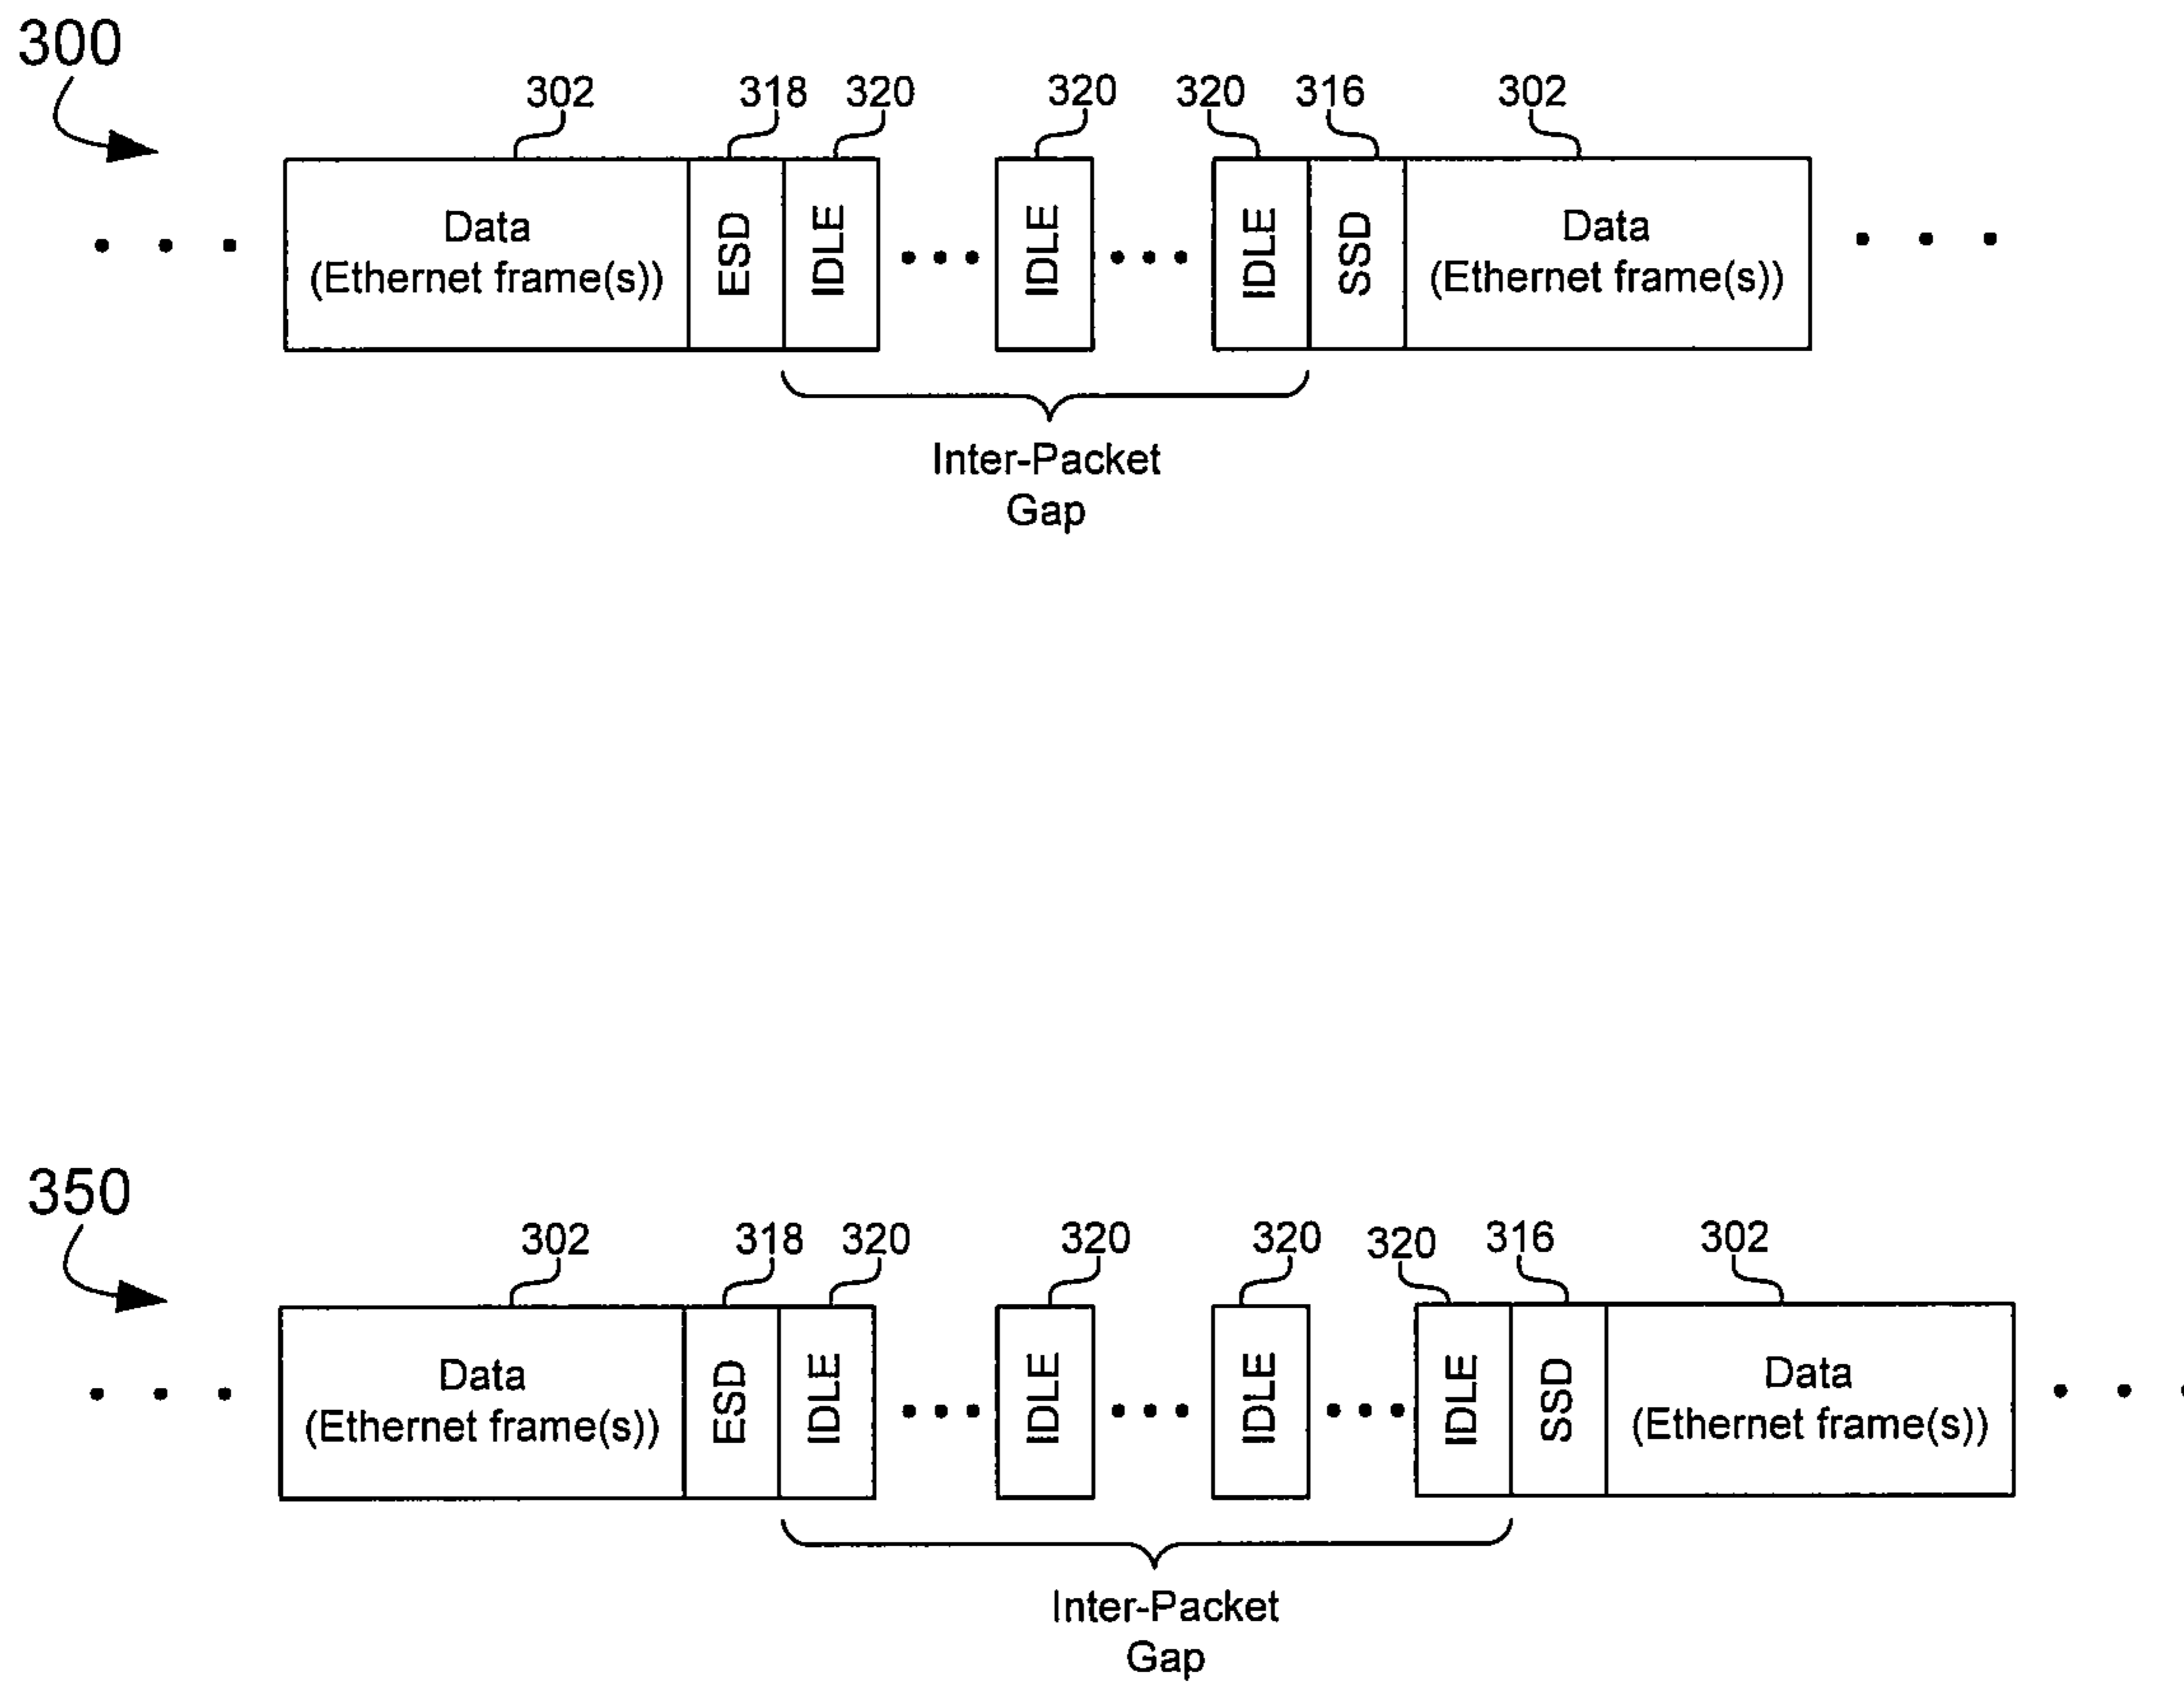 300
302 318 320 320 320 316 302
Data ESD IDLE IDLE IDLE SSD Data
(Ethernet frame(s)) (Ethernet frame(s))
Inter-Packet
Gap
350
302 318 320 320 320 320 316 302
Data ESD IDLE IDLE IDLE IDLE SSD Data
(Ethernet frame(s)) (Ethernet frame(s))
Inter-Packet
Gap